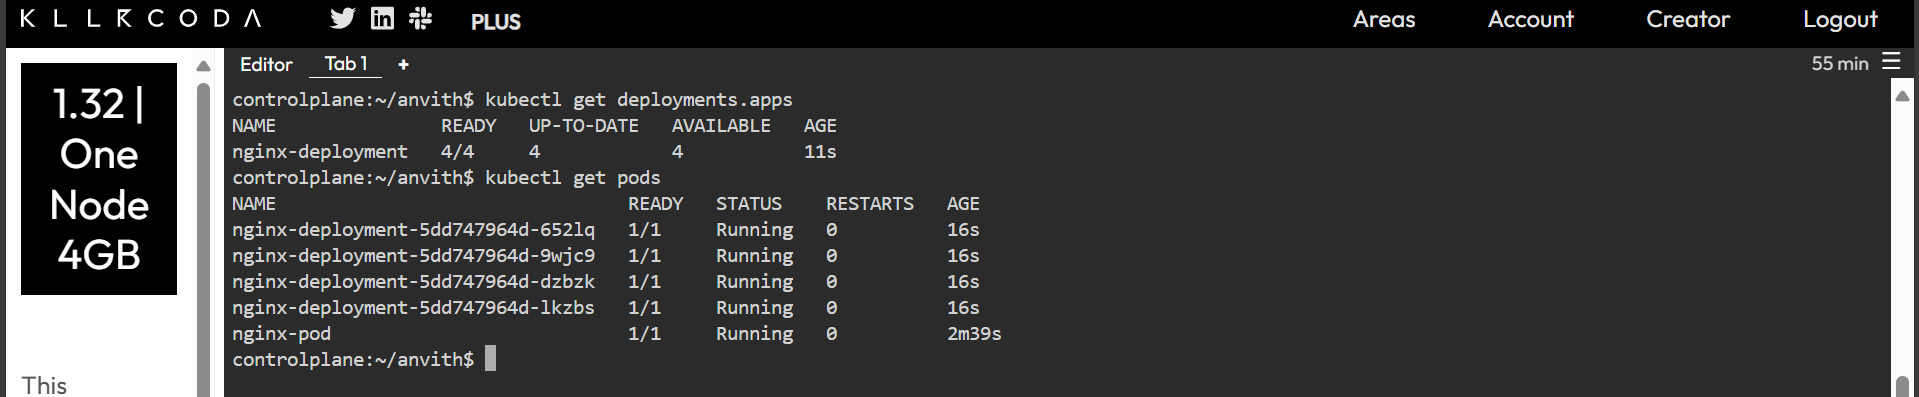 KLLRCODA PLUS Areas Account Creator Logout
Editor Tab 1 + 55 min
1.32 |
One
Node
4GB
This
controlplane:~/anvith$ kubectl get deployments.apps
NAME READY UP-TO-DATE AVAILABLE AGE
nginx-deployment 4/4 4 4 11s
controlplane:~/anvith$ kubectl get pods
NAME READY STATUS RESTARTS AGE
nginx-deployment-5dd747964d-652lq 1/1 Running 0 16s
nginx-deployment-5dd747964d-9wjc9 1/1 Running 0 16s
nginx-deployment-5dd747964d-dzbzk 1/1 Running 0 16s
nginx-deployment-5dd747964d-lkzbs 1/1 Running 0 16s
nginx-pod 1/1 Running 0 2m39s
controlplane:~/anvith$